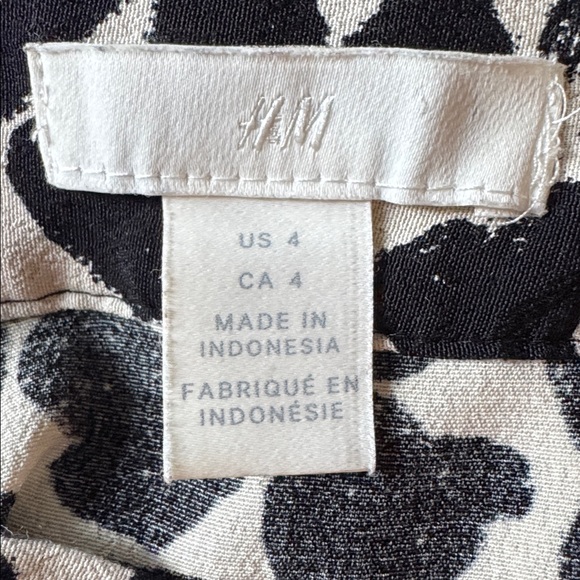 H&M
US 4
CA 4
MADE IN
INDONESIA
FABRIQUÉ EN
INDONÉSIE